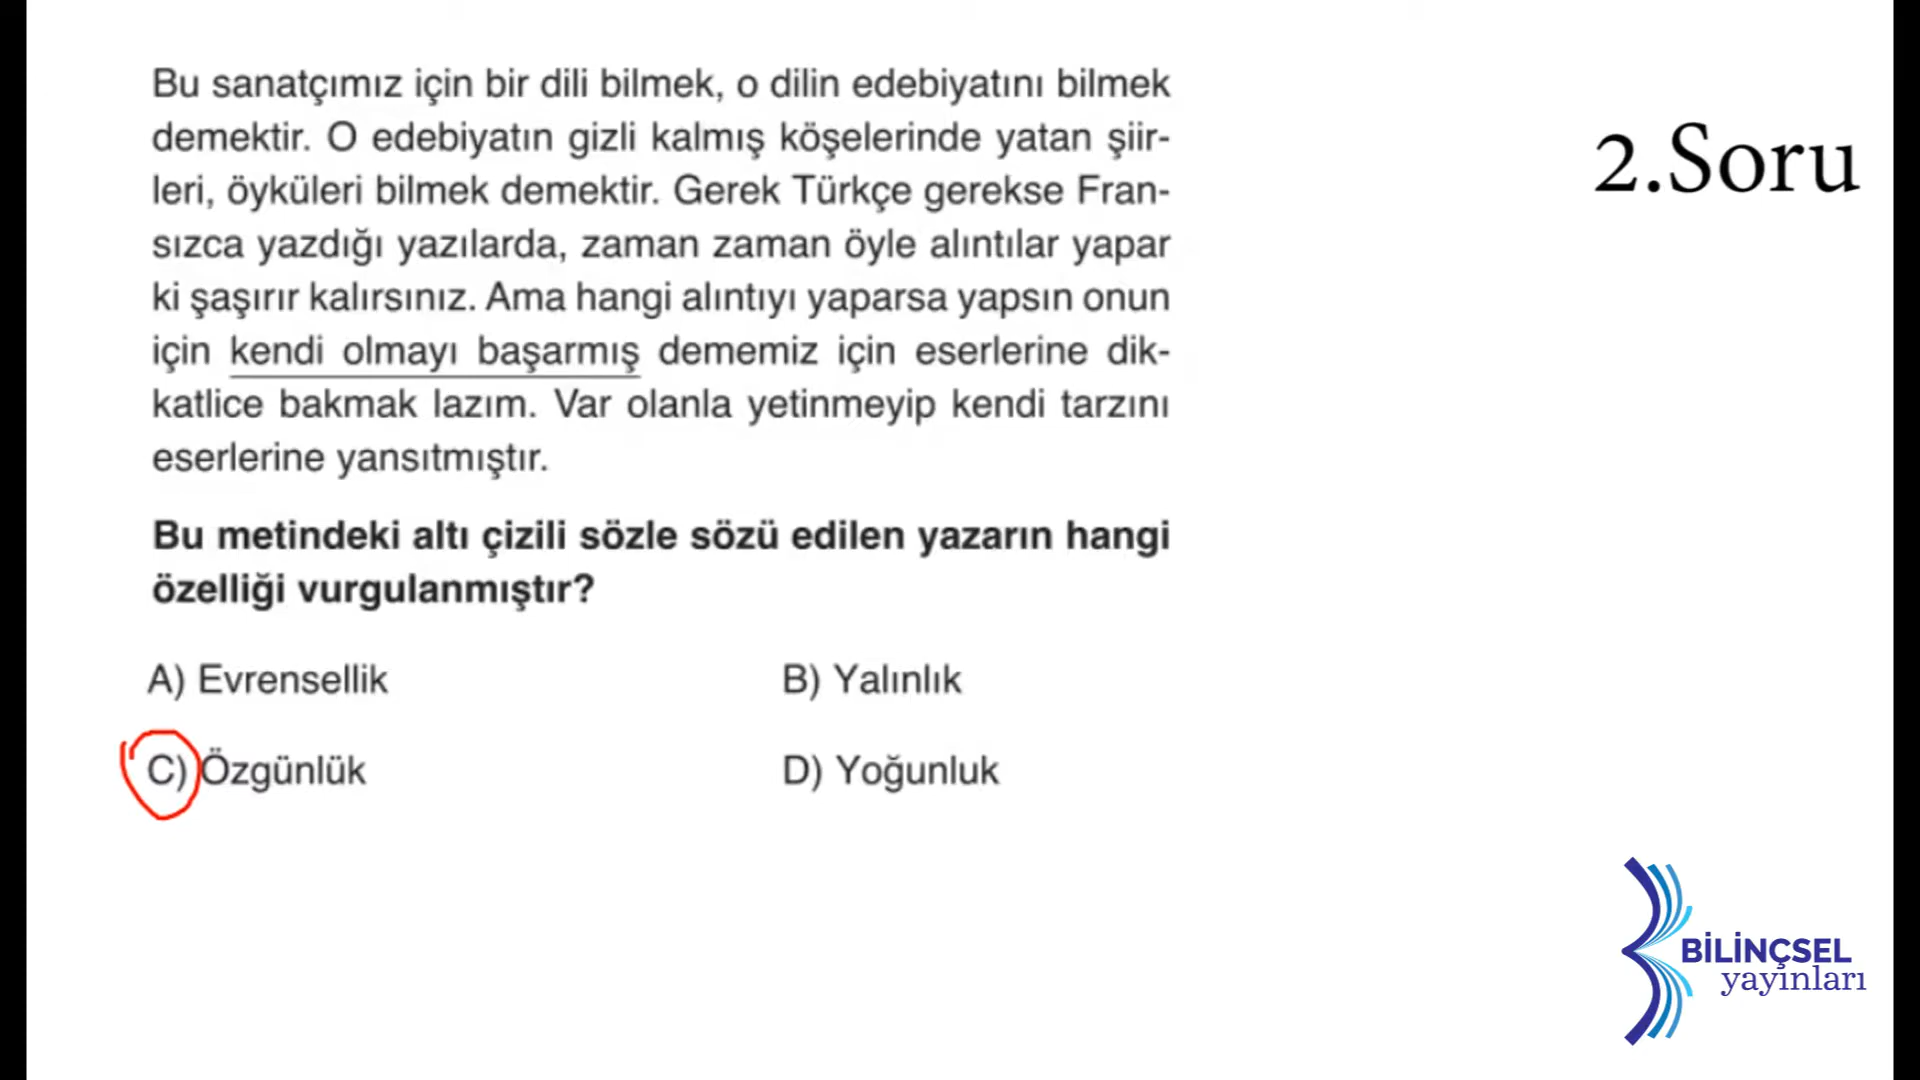 Bu sanatçımız için bir dili bilmek, o dilin edebiyatını bilmek
demektir. O edebiyatın gizli kalmış köşelerinde yatan şiir-
leri, öyküleri bilmek demektir. Gerek Türkçe gerekse Fran-
sızca yazdığı yazılarda, zaman zaman öyle alıntılar yapar
ki şaşırır kalırsınız. Ama hangi alıntıyı yaparsa yapsın onun
için kendi olmayı başarmış dememiz için eserlerine dik-
katlice bakmak lazım. Var olanla yetinmeyip kendi tarzını
eserlerine yansıtmıştır.
Bu metindeki altı çizili sözle sözü edilen yazarın hangi
özelliği vurgulanmıştır?
A) Evrensellik
B) Yalınlık
C) Özgünlük
D) Yoğunluk
2.Soru
BİLİNÇSEL
yayınları